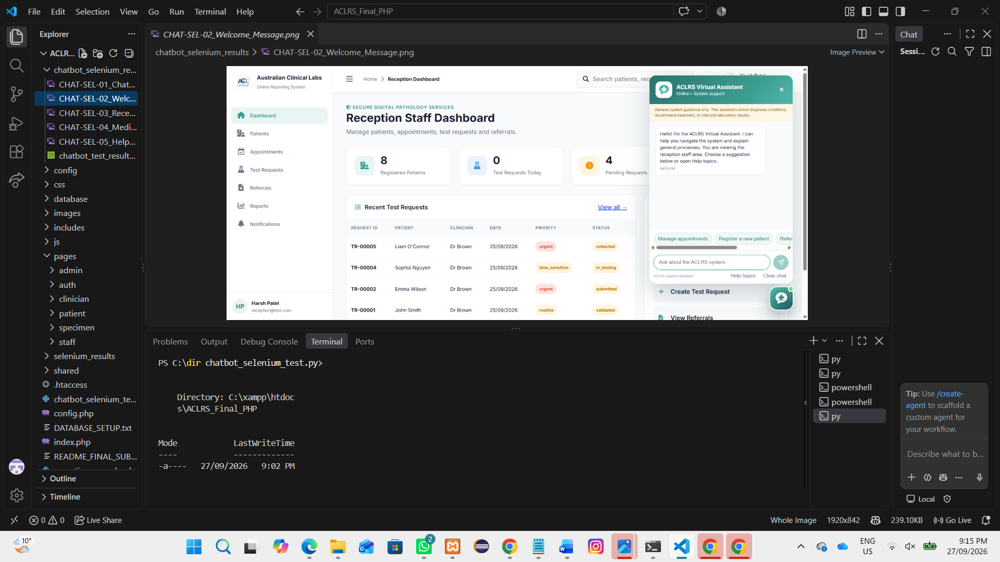 File Edit Selection View Go Run Terminal Help
ACLRS_Final_PHP
Explorer
ACLR...
chatbot_selenium_re...
CHAT-SEL-01_Chat...
CHAT-SEL-02_Welc...
CHAT-SEL-03_Rece...
CHAT-SEL-04_Medi...
CHAT-SEL-05_Help...
chatbot_test_result...
config
css
database
images
includes
js
pages
admin
auth
clinician
patient
specimen
staff
selenium_results
shared
.htaccess
chatbot_selenium_te...
config.php
DATABASE_SETUP.txt
index.php
README_FINAL_SUB...
Outline
Timeline
CHAT-SEL-02_Welcome_Message.png
chatbot_selenium_results > CHAT-SEL-02_Welcome_Message.png
Image Preview
ACL
Australian Clinical Labs
Online Reporting System
Dashboard
Patients
Appointments
Test Requests
Referrals
Reports
Notifications
HP
Harsh Patel
reception@test.com
Home > Reception Dashboard
Search patients, req
SECURE DIGITAL PATHOLOGY SERVICES
Reception Staff Dashboard
Manage patients, appointments, test requests and referrals.
8
Registered Patients
0
Test Requests Today
4
Pending Requests
Recent Test Requests
View all →
REQUEST ID PATIENT CLINICIAN DATE PRIORITY STATUS
TR-00005 Liam O'Connor Dr Brown 25/09/2026 urgent collected
TR-00004 Sophia Nguyen Dr Brown 25/09/2026 time_sensitive in_testing
TR-00002 Emma Wilson Dr Brown 25/09/2026 urgent submitted
TR-00001 John Smith Dr Brown 25/09/2026 routine validated
ACLRS Virtual Assistant
Online • System support
General system guidance only. This assistant cannot diagnose conditions,
recommend treatment, or interpret laboratory results.
Hello! I'm the ACLRS Virtual Assistant. I can
help you navigate the system and explain
general processes. You are viewing the
reception staff area. Choose a suggestion
below or open Help topics.
09:13 PM
Manage appointments
Register a new patient
Refer
Ask about the ACLRS system...
ACLRS support assistant
Help topics
Clear chat
Create Test Request
View Referrals
Problems Output Debug Console Terminal Ports
PS C:\dir chatbot_selenium_test.py>
Directory: C:\xampp\htdoc
s\ACLRS_Final_PHP
Mode LastWriteTime
---- -------------
-a---- 27/09/2026 9:02 PM
py
py
powershell
powershell
py
Chat
Sessi...
Tip: Use /create-
agent to scaffold a
custom agent for
your workflow.
Describe what to b...
Local
0 0
Live Share
Whole Image
1920x842
239.10KB
Go Live
10°
2
ENG
US
9:15 PM
27/09/2026